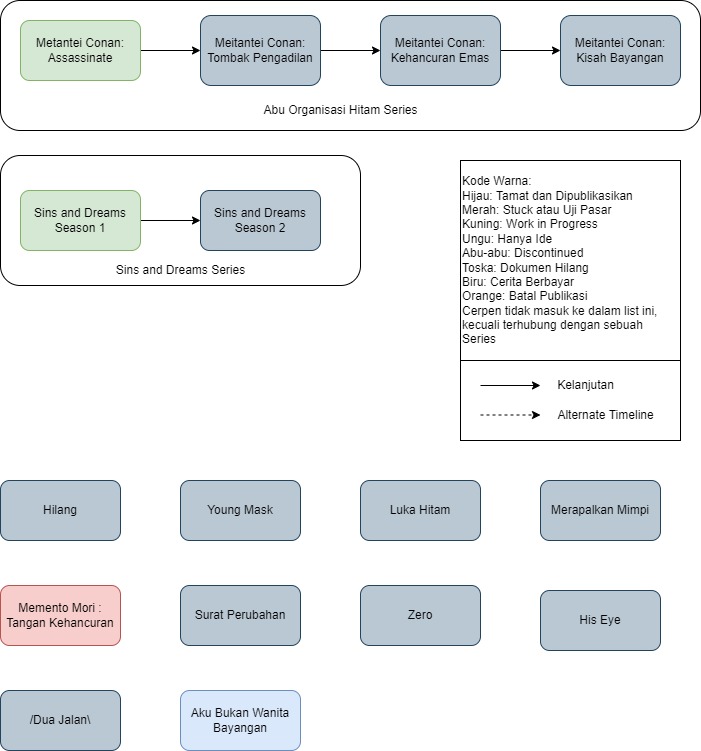 Metantei Conan:
Assassinate
Meitantei Conan:
Tombak Pengadilan
Meitantei Conan:
Kehancuran Emas
Meitantei Conan:
Kisah Bayangan
Abu Organisasi Hitam Series
Sins and Dreams
Season 1
Sins and Dreams
Season 2
Sins and Dreams Series
Kode Warna:
Hijau: Tamat dan Dipublikasikan
Merah: Stuck atau Uji Pasar
Kuning: Work in Progress
Ungu: Hanya Ide
Abu-abu: Discontinued
Toska: Dokumen Hilang
Biru: Cerita Berbayar
Orange: Batal Publikasi
Cerpen tidak masuk ke dalam list ini,
kecuali terhubung dengan sebuah
Series
Kelanjutan
Alternate Timeline
Hilang
Young Mask
Luka Hitam
Merapalkan Mimpi
Memento Mori :
Tangan Kehancuran
Surat Perubahan
Zero
His Eye
/Dua Jalan\
Aku Bukan Wanita
Bayangan